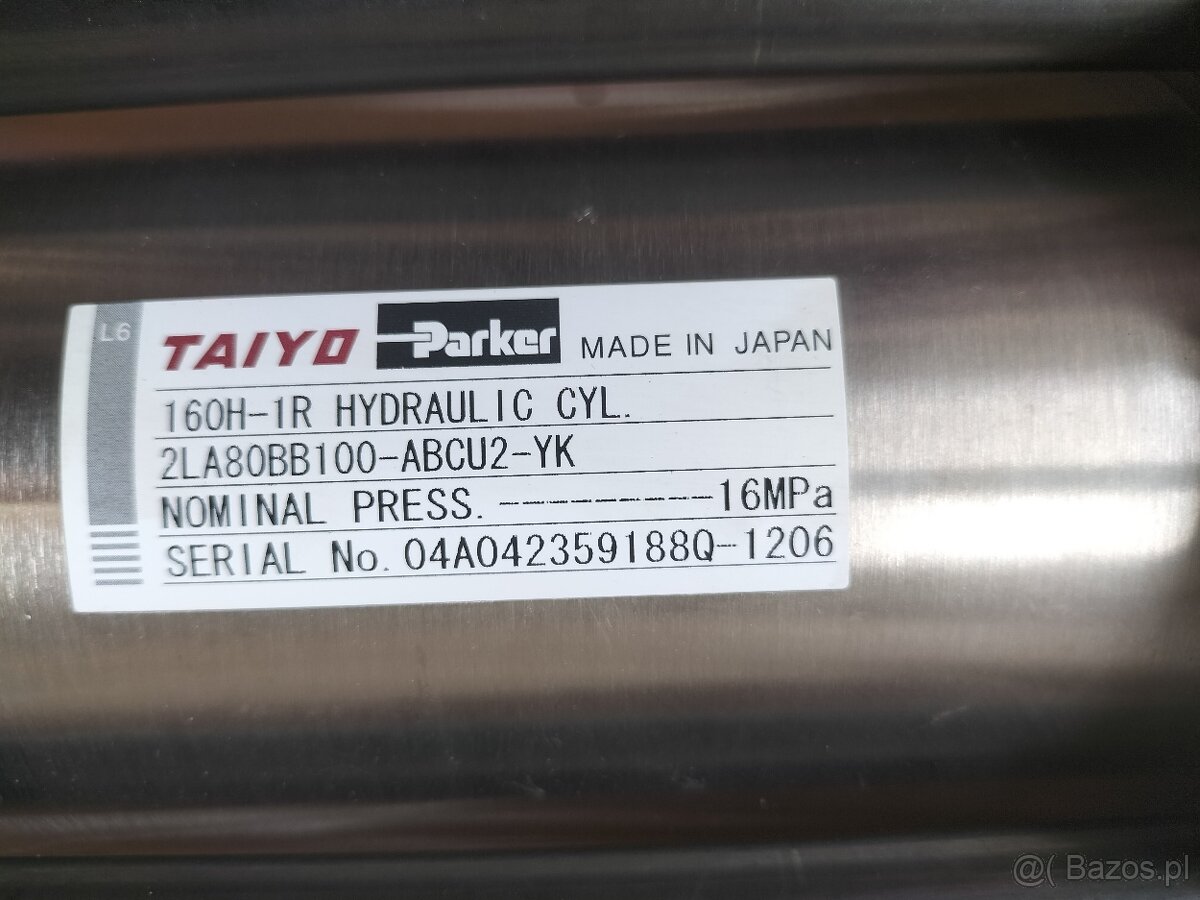 L6
TAIYO Parker MADE IN JAPAN
160H-1R HYDRAULIC CYL.
2LA80BB100-ABCU2-YK
NOMINAL PRESS. ----------16MPa
SERIAL No. 04A042359188Q-1206
@( Bazos.pl